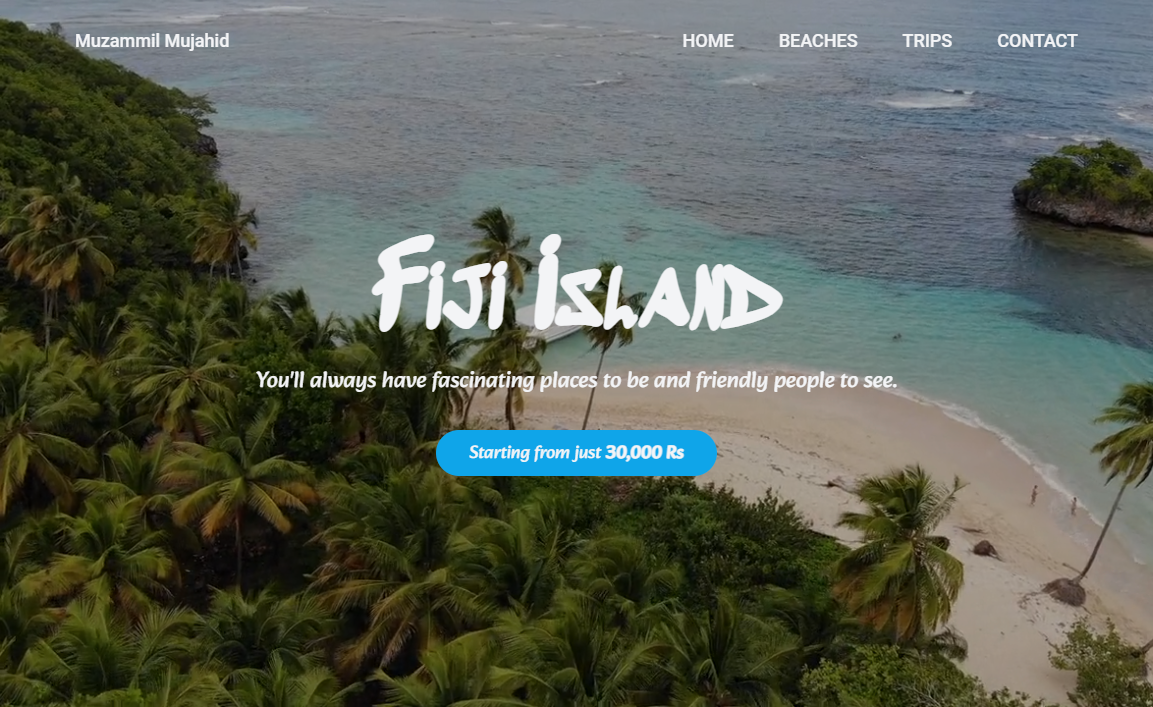 Muzammil Mujahid HOME BEACHES TRIPS CONTACT
Fiji Island
You'll always have fascinating places to be and friendly people to see.
Starting from just 30,000 Rs